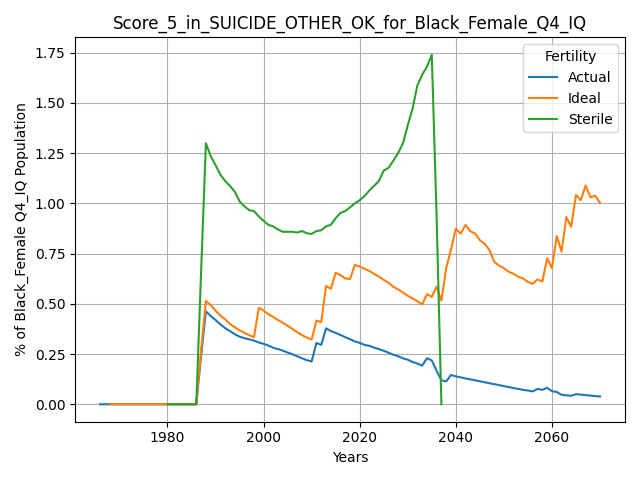 Score_5_in_SUICIDE_OTHER_OK_for_Black_Female_Q4_IQ
% of Black_Female Q4_IQ Population
1.75
1.50
1.25
1.00
0.75
0.50
0.25
0.00
Fertility
Actual
Ideal
Sterile
1980
2000
2020
2040
2060
Years